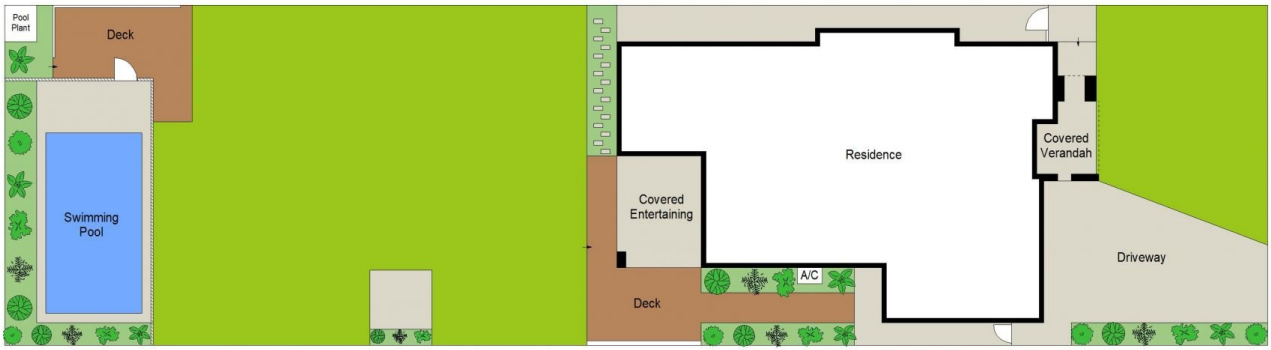 Pool
Plant
Deck
Swimming
Pool
Covered
Entertaining
Deck
A/C
Residence
Covered
Verandah
Driveway